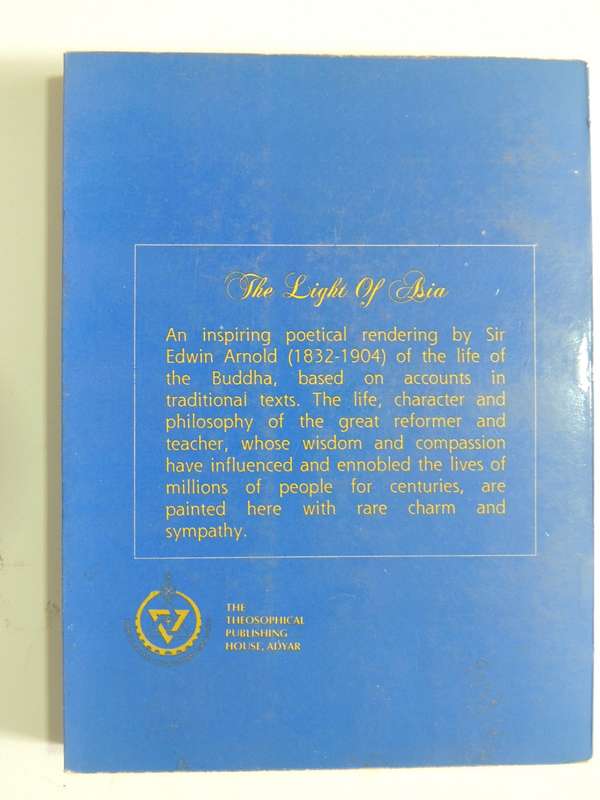 The Light Of Asia
An inspiring poetical rendering by Sir
Edwin Arnold (1832-1904) of the life of
the Buddha, based on accounts in
traditional texts. The life, character and
philosophy of the great reformer and
teacher, whose wisdom and compassion
have influenced and ennobled the lives of
millions of people for centuries, are
painted here with rare charm and
sympathy.
THE
THEOSOPHICAL
PUBLISHING
HOUSE, ADYAR